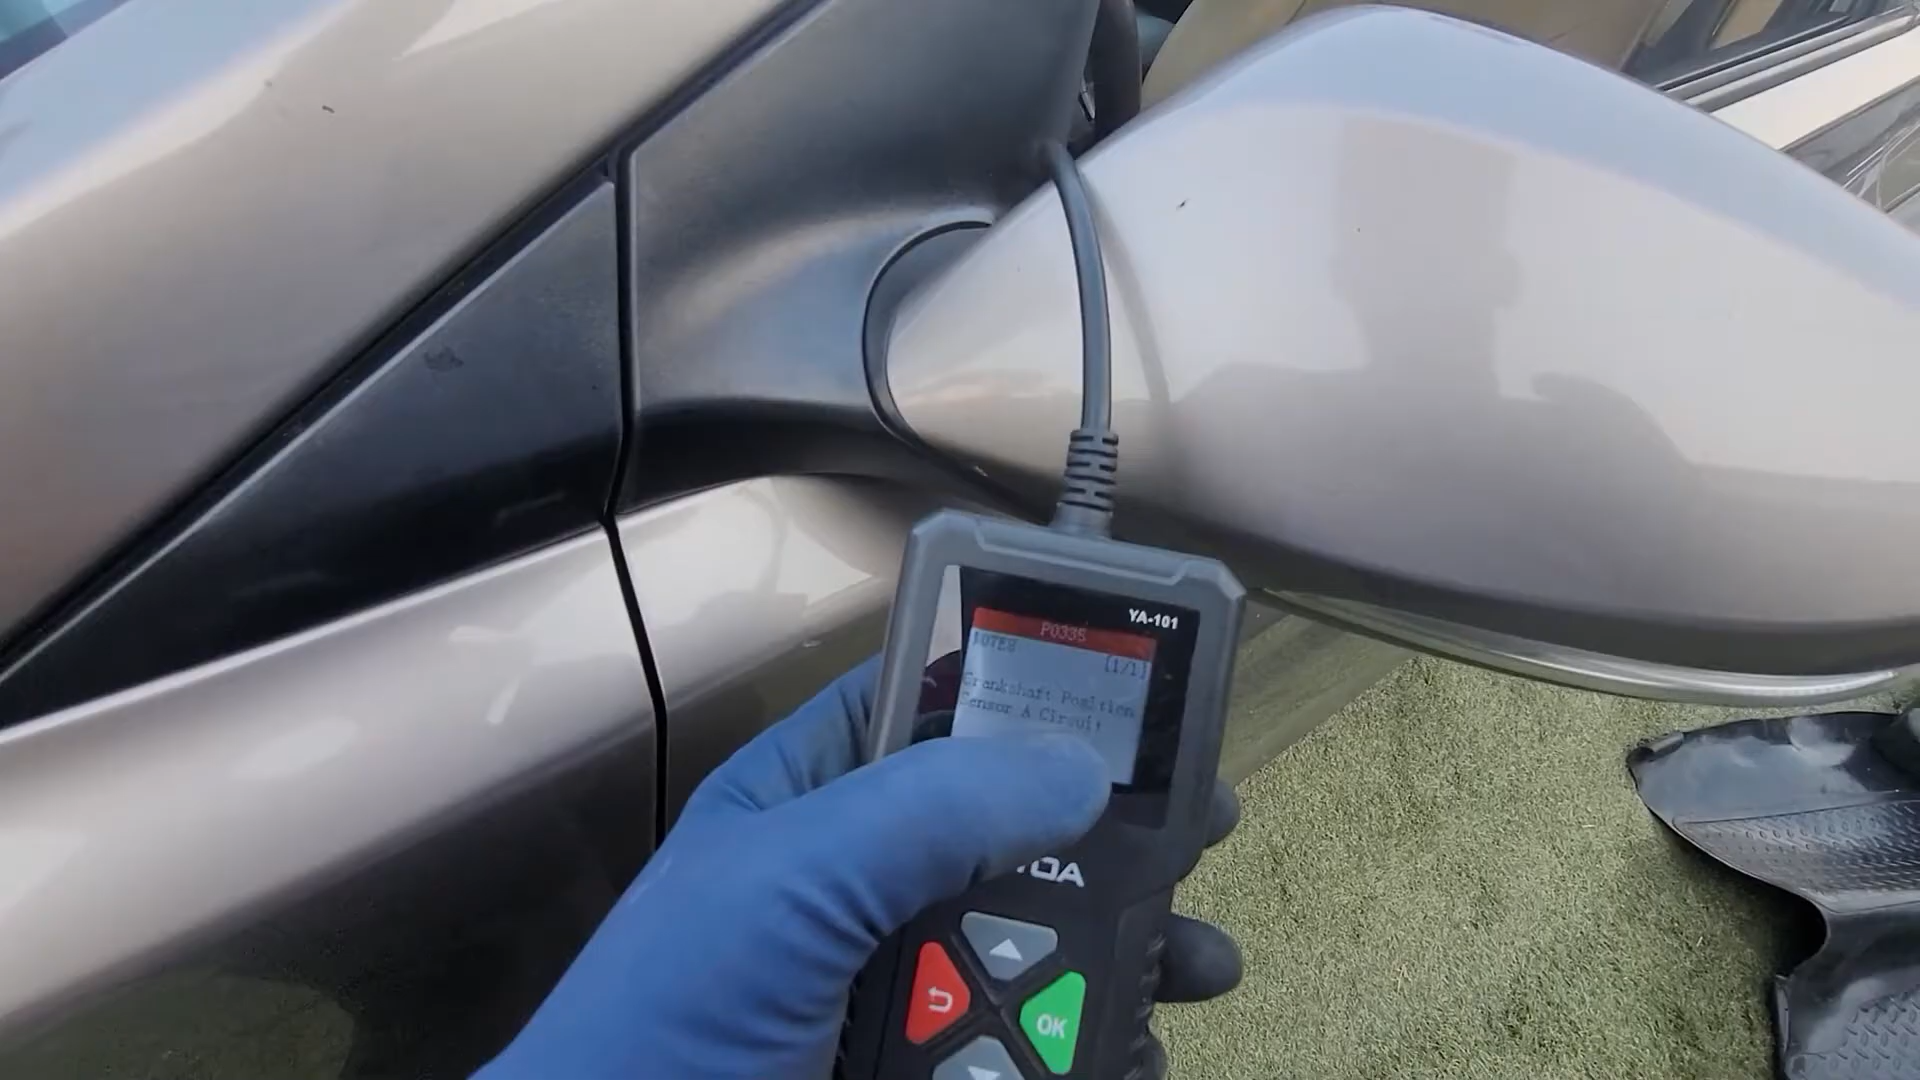 YA-101
P0335
NOTES
[1/1]
Crankshaft Position
Sensor A Circuit
OK